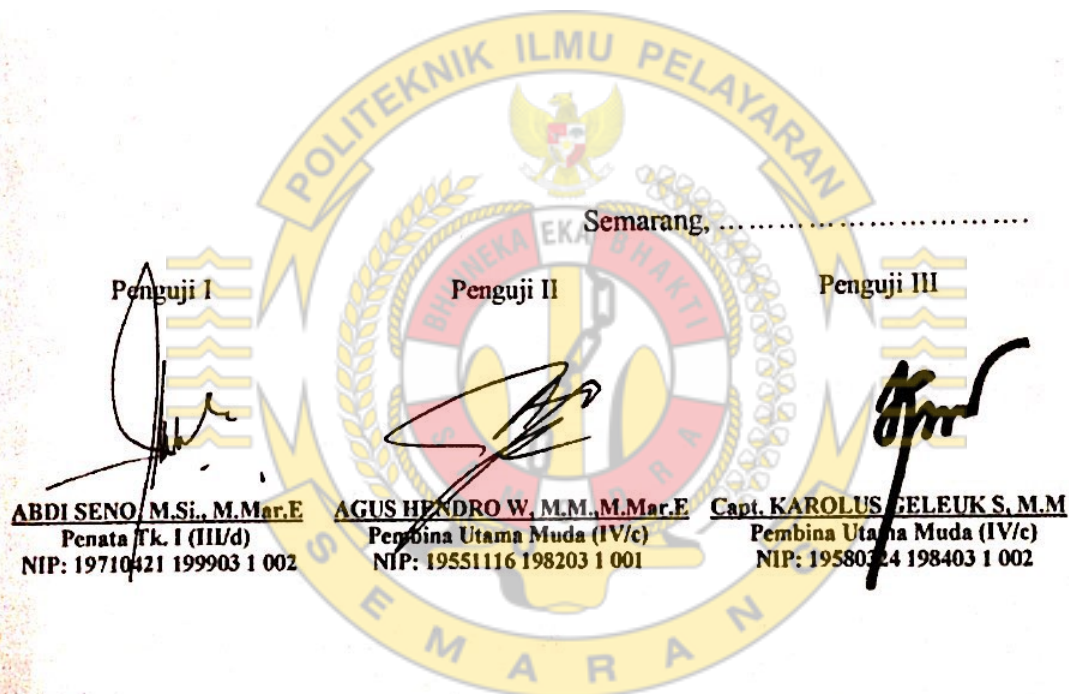 POLITEKNIK ILMU PELAYARAN
SEMARANG
BHUNNEKA EKA BHAKTI
SAMUDRA
Semarang, ..............................
Penguji I
Penguji II
Penguji III
ABDI SENO, M.Si., M.Mar.E
Penata Tk. I (III/d)
NIP: 19710421 199903 1 002
AGUS HENDRO W, M.M.,M.Mar.E
Pembina Utama Muda (IV/c)
NIP: 19551116 198203 1 001
Capt. KAROLUS GELEUK S, M.M
Pembina Utama Muda (IV/c)
NIP: 19580324 198403 1 002